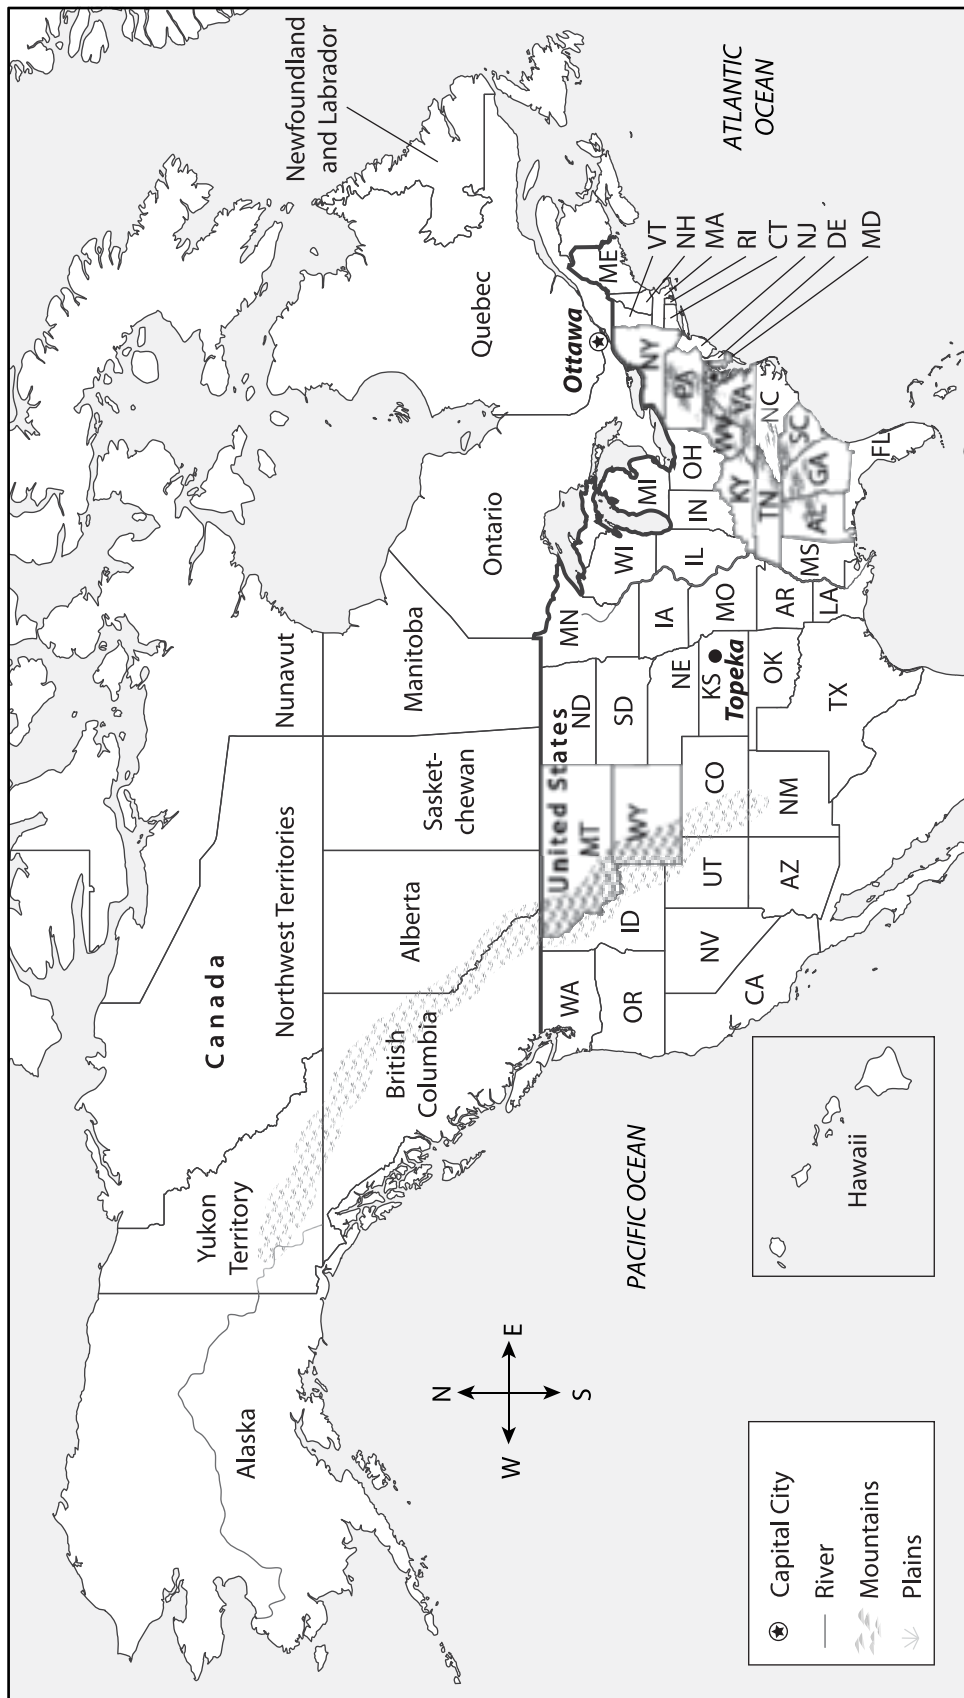 Newfoundland
and Labrador
ATLANTIC
OCEAN
Canada
Nunavut
Northwest Territories
Yukon
Territory
Alaska
British
Columbia
Alberta
Sasket-
chewan
Manitoba
Ontario
Quebec
Ottawa
United States
WA
OR
CA
NV
ID
MT
WY
UT
AZ
CO
NM
ND
SD
NE
KS
Topeka
OK
TX
MN
IA
MO
AR
LA
WI
IL
MS
MI
IN
OH
KY
TN
AL
GA
FL
SC
NC
VA
WV
PA
NY
ME
VT
NH
MA
RI
CT
NJ
DE
MD
PACIFIC OCEAN
Hawaii
N
W
E
S
Capital City
River
Mountains
Plains